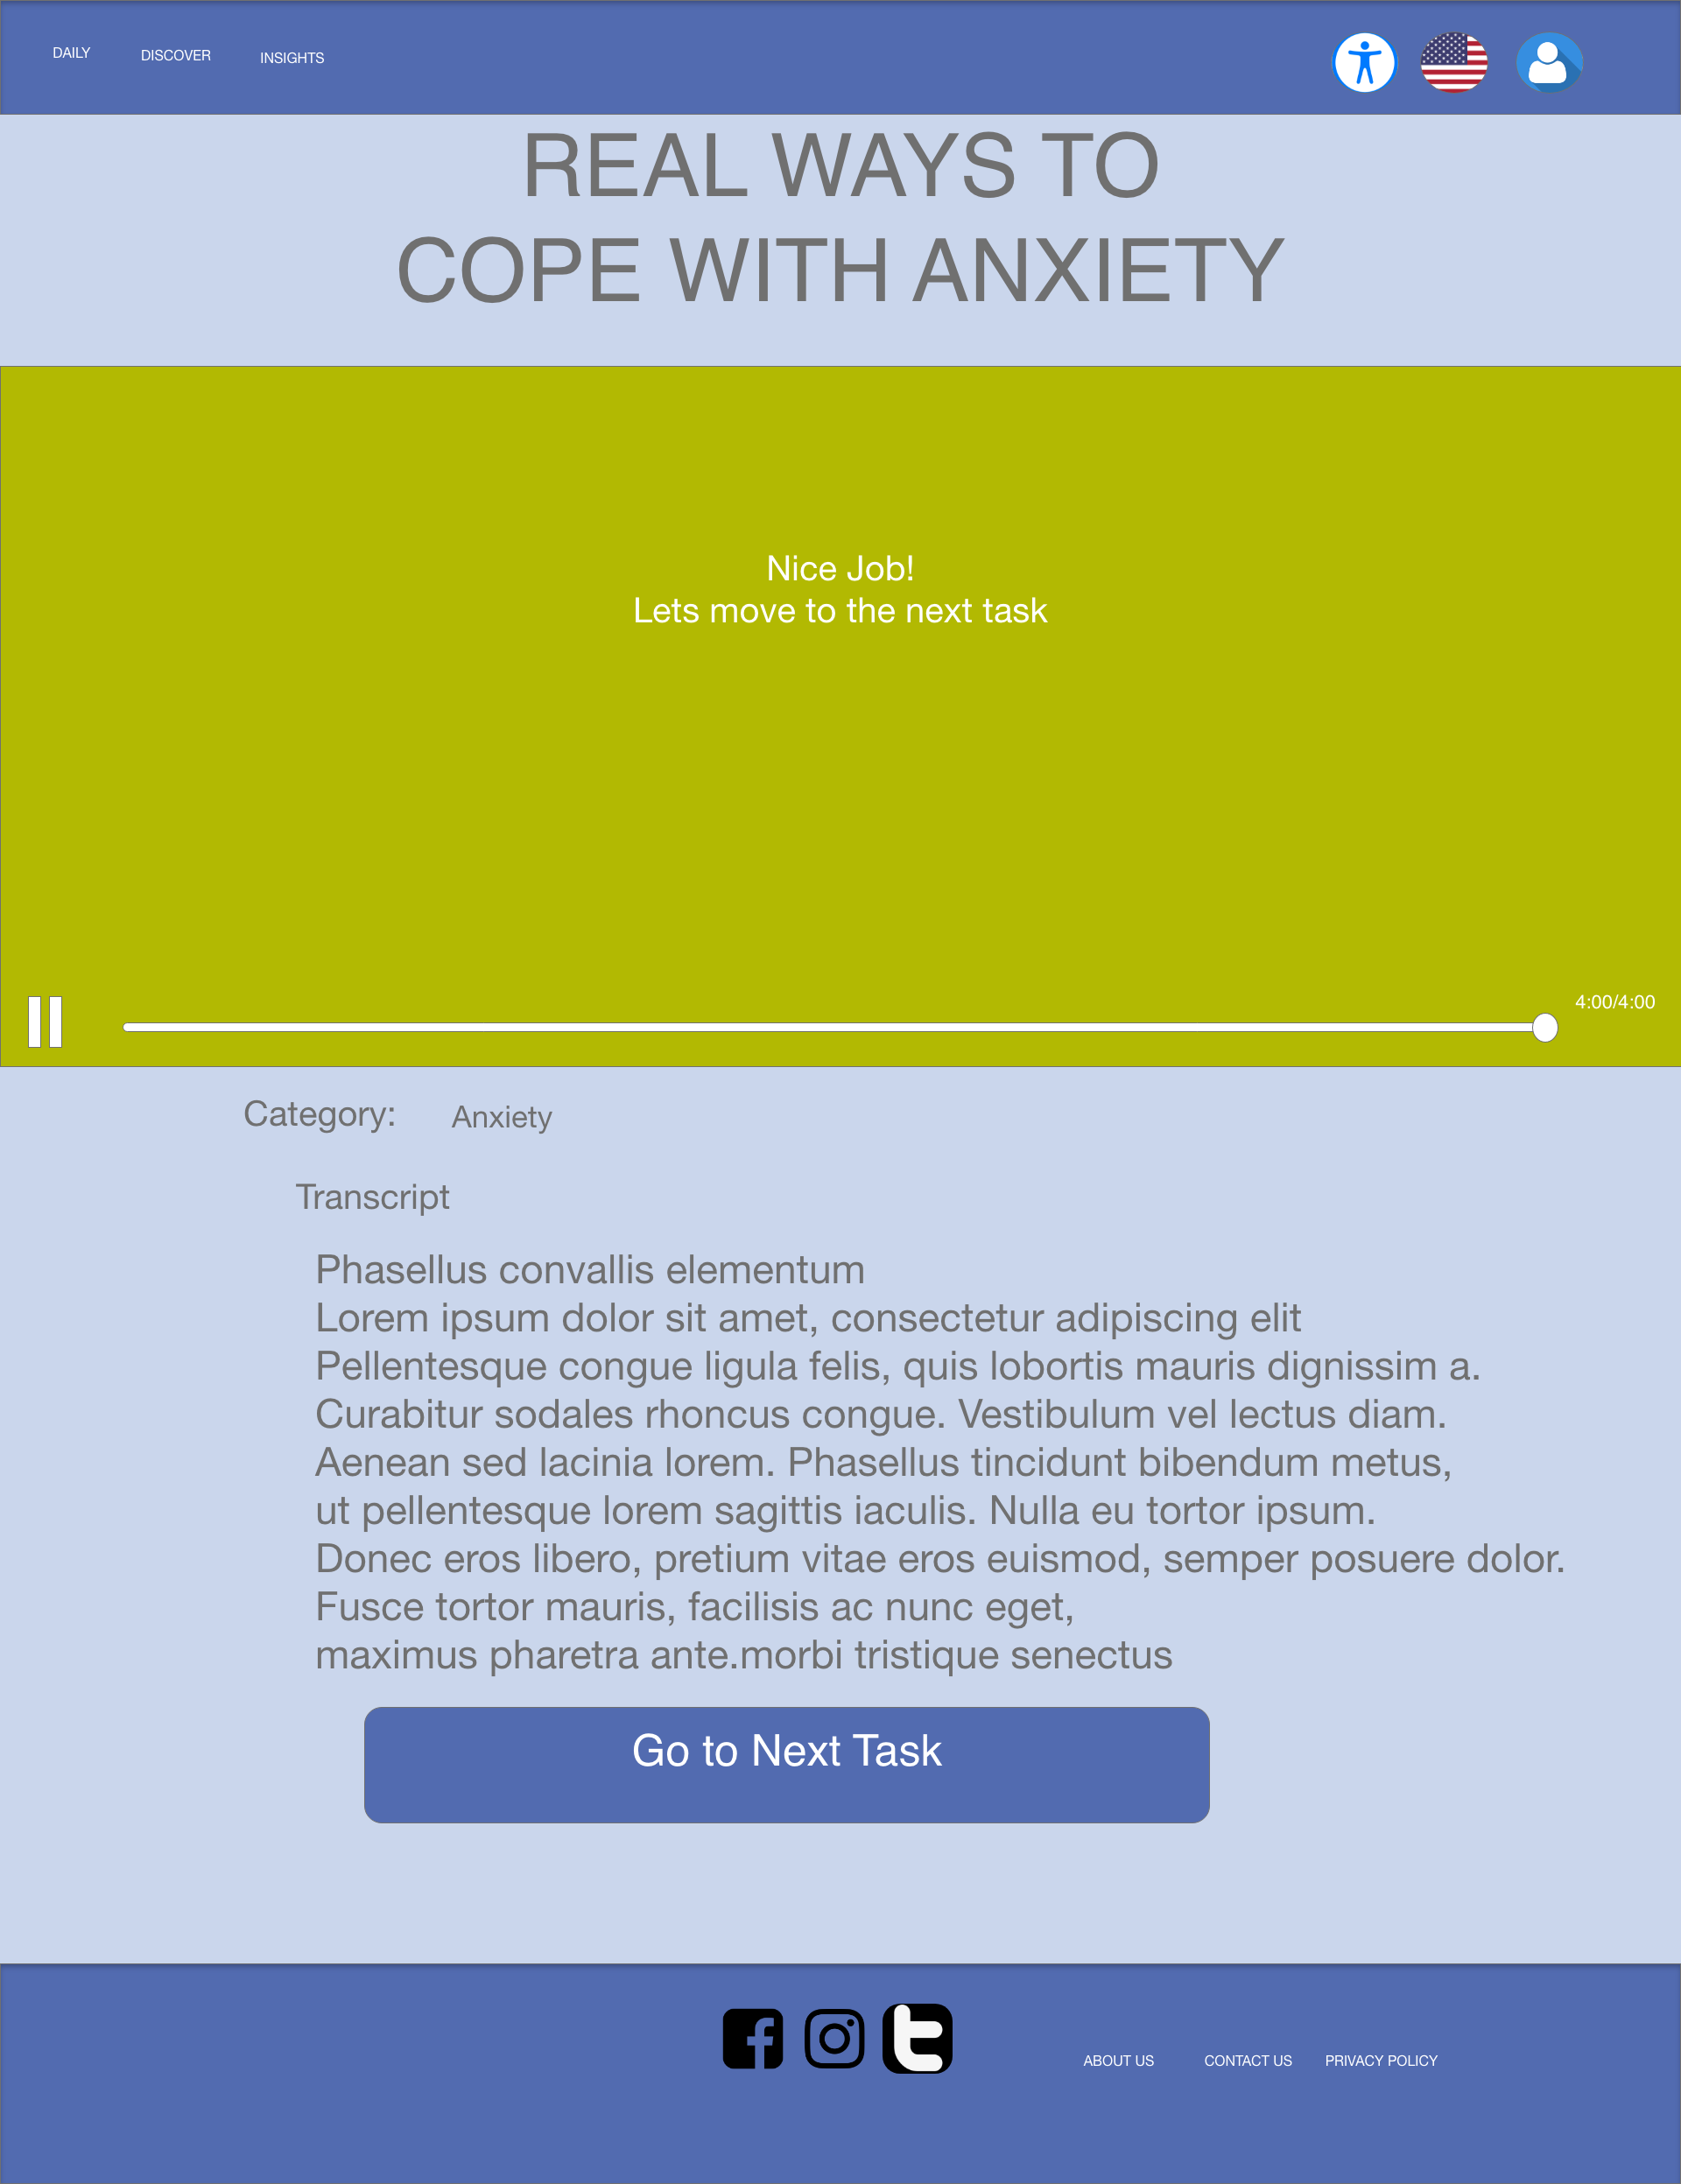 DAILY
DISCOVER
INSIGHTS
REAL WAYS TO
COPE WITH ANXIETY
Nice Job!
Lets move to the next task
4:00/4:00
Category:
Anxiety
Transcript
Phasellus convallis elementum
Lorem ipsum dolor sit amet, consectetur adipiscing elit
Pellentesque congue ligula felis, quis lobortis mauris dignissim a.
Curabitur sodales rhoncus congue. Vestibulum vel lectus diam.
Aenean sed lacinia lorem. Phasellus tincidunt bibendum metus,
ut pellentesque lorem sagittis iaculis. Nulla eu tortor ipsum.
Donec eros libero, pretium vitae eros euismod, semper posuere dolor.
Fusce tortor mauris, facilisis ac nunc eget,
maximus pharetra ante.morbi tristique senectus
Go to Next Task
ABOUT US
CONTACT US
PRIVACY POLICY